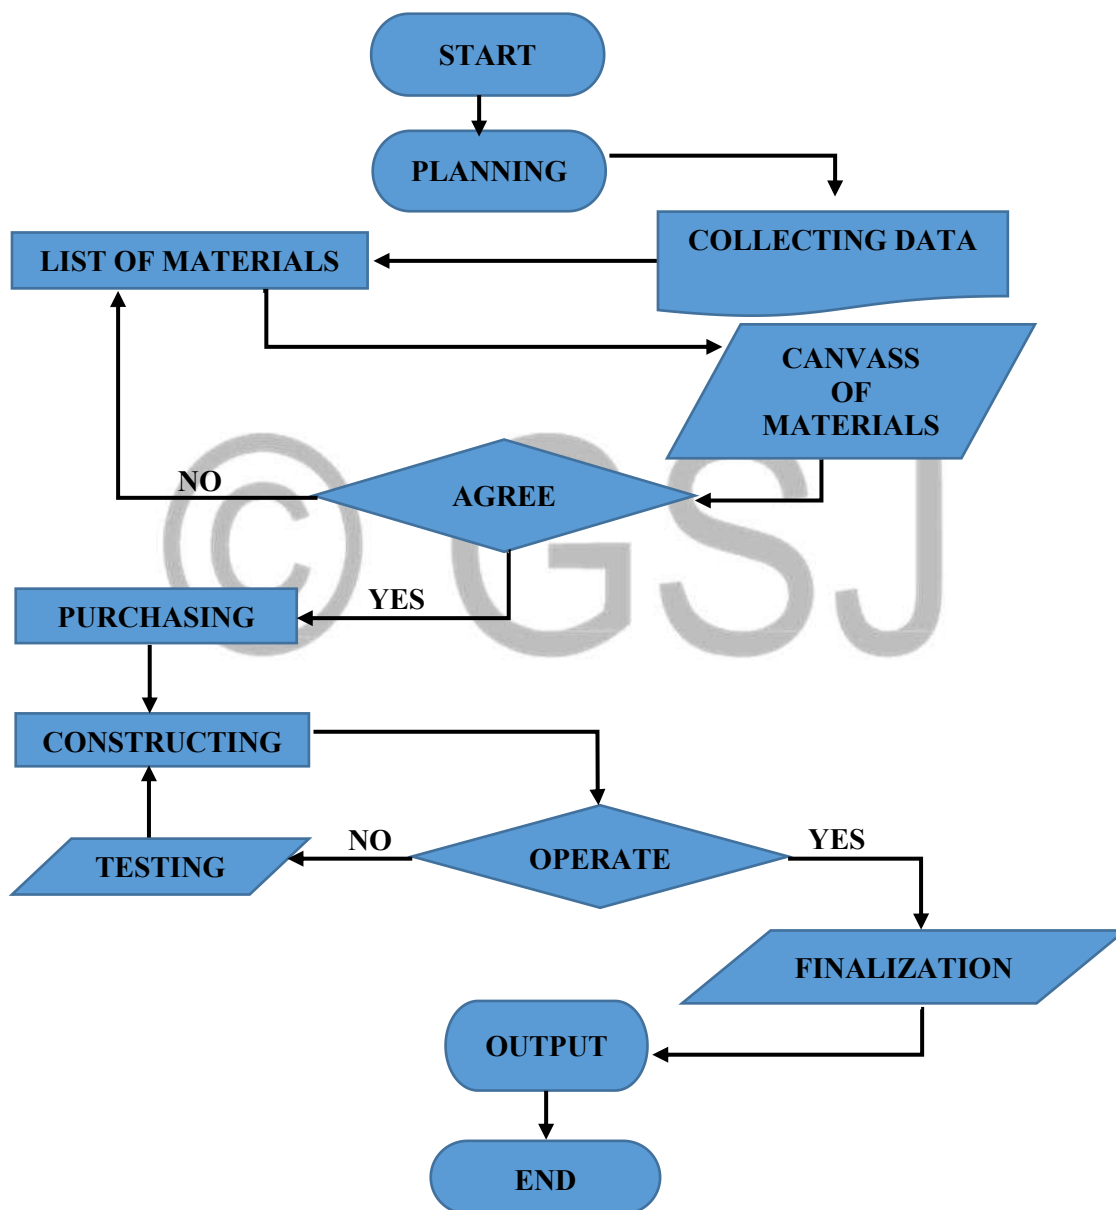 START
PLANNING
COLLECTING DATA
LIST OF MATERIALS
CANVASS
OF
MATERIALS
NO
AGREE
YES
PURCHASING
CONSTRUCTING
NO
YES
TESTING
OPERATE
FINALIZATION
OUTPUT
END
© GSJ